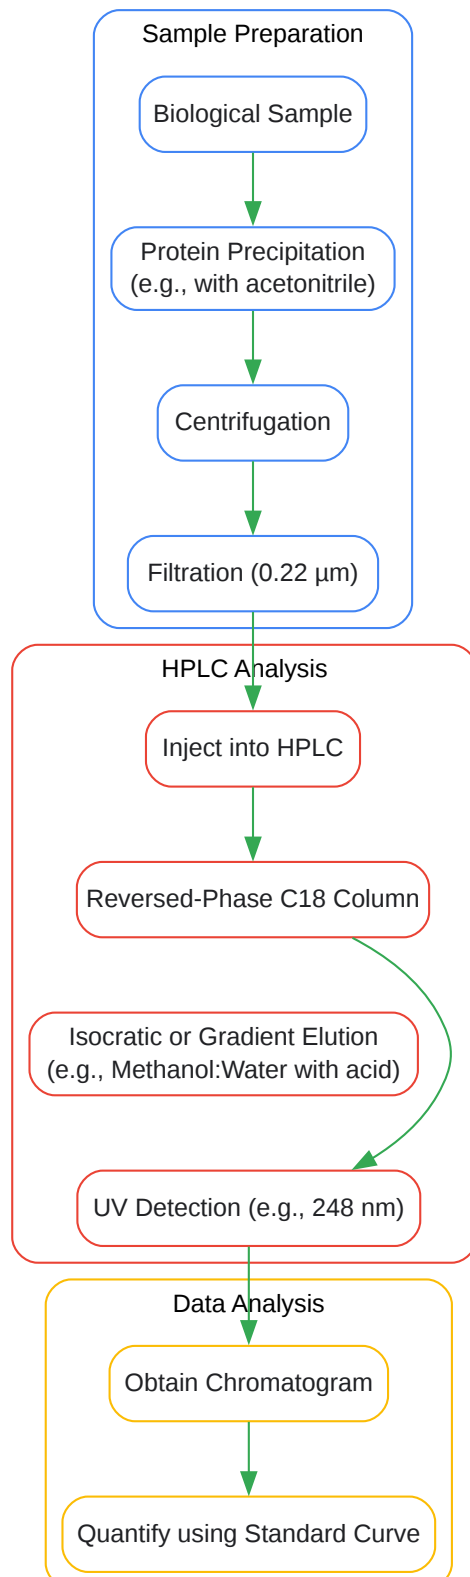 Sample Preparation
Biological Sample
Protein Precipitation
(e.g., with acetonitrile)
Centrifugation
Filtration (0.22 µm)
HPLC Analysis
Inject into HPLC
Reversed-Phase C18 Column
Isocratic or Gradient Elution
(e.g., Methanol:Water with acid)
UV Detection (e.g., 248 nm)
Data Analysis
Obtain Chromatogram
Quantify using Standard Curve